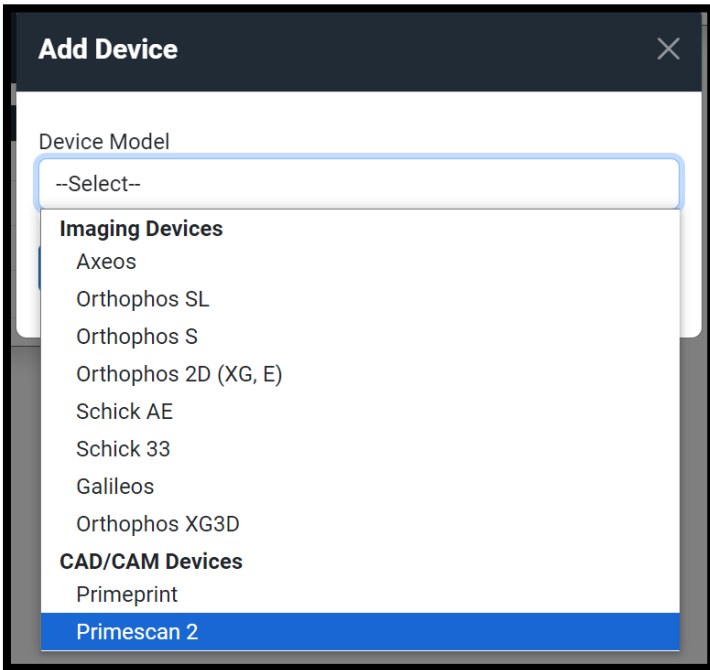 Add Device
Device Model
--Select--
Imaging Devices
Axeos
Orthophos SL
Orthophos S
Orthophos 2D (XG, E)
Schick AE
Schick 33
Galileos
Orthophos XG3D
CAD/CAM Devices
Primeprint
Primescan 2